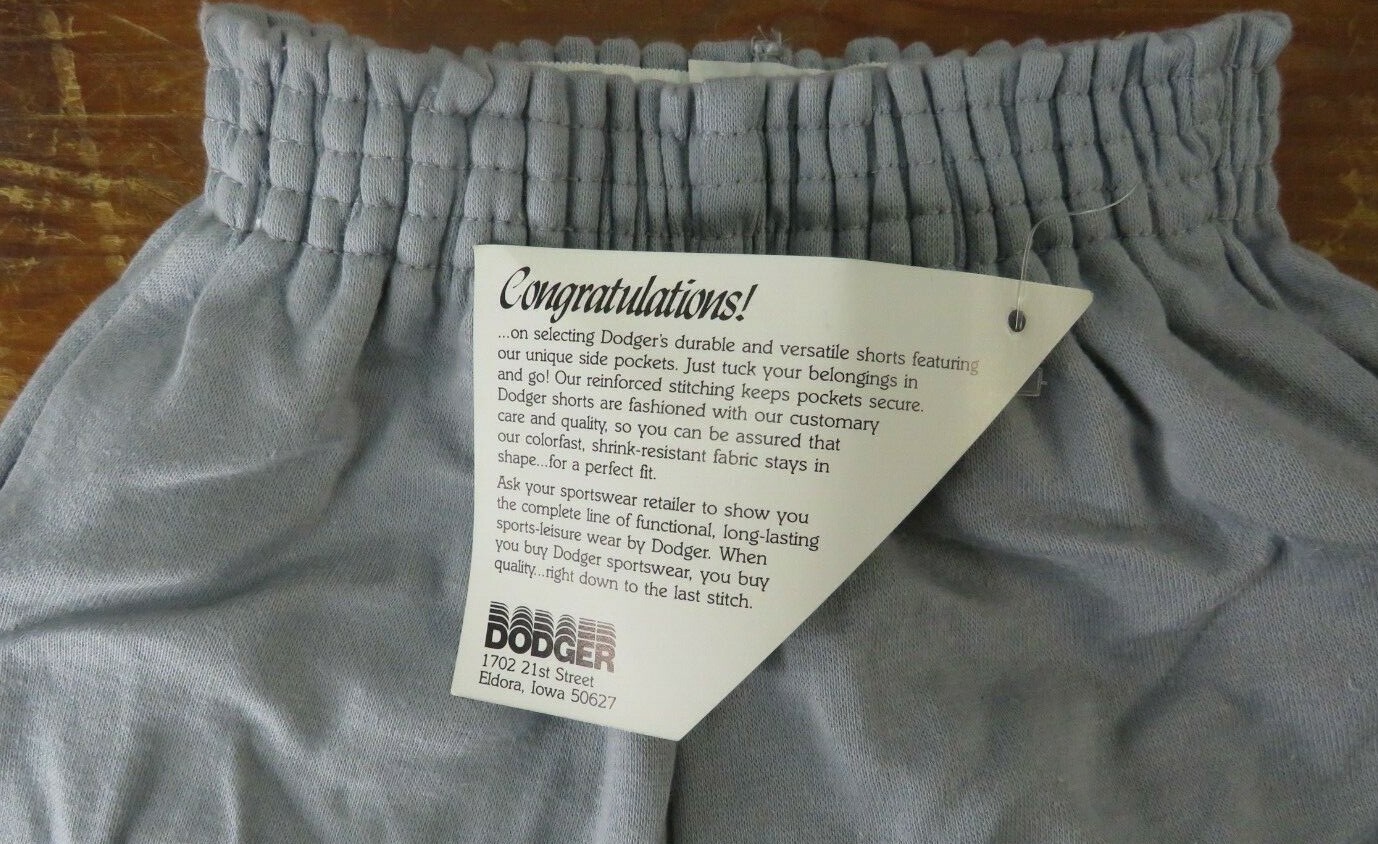 Congratulations!
...on selecting Dodger's durable and versatile shorts featuring
our unique side pockets. Just tuck your belongings in
and go! Our reinforced stitching keeps pockets secure.
Dodger shorts are fashioned with our customary
care and quality, so you can be assured that
our colorfast, shrink-resistant fabric stays in
shape...for a perfect fit.
Ask your sportswear retailer to show you
the complete line of functional, long-lasting
sports-leisure wear by Dodger. When
you buy Dodger sportswear, you buy
quality...right down to the last stitch.
DODGER
1702 21st Street
Eldora, Iowa 50627